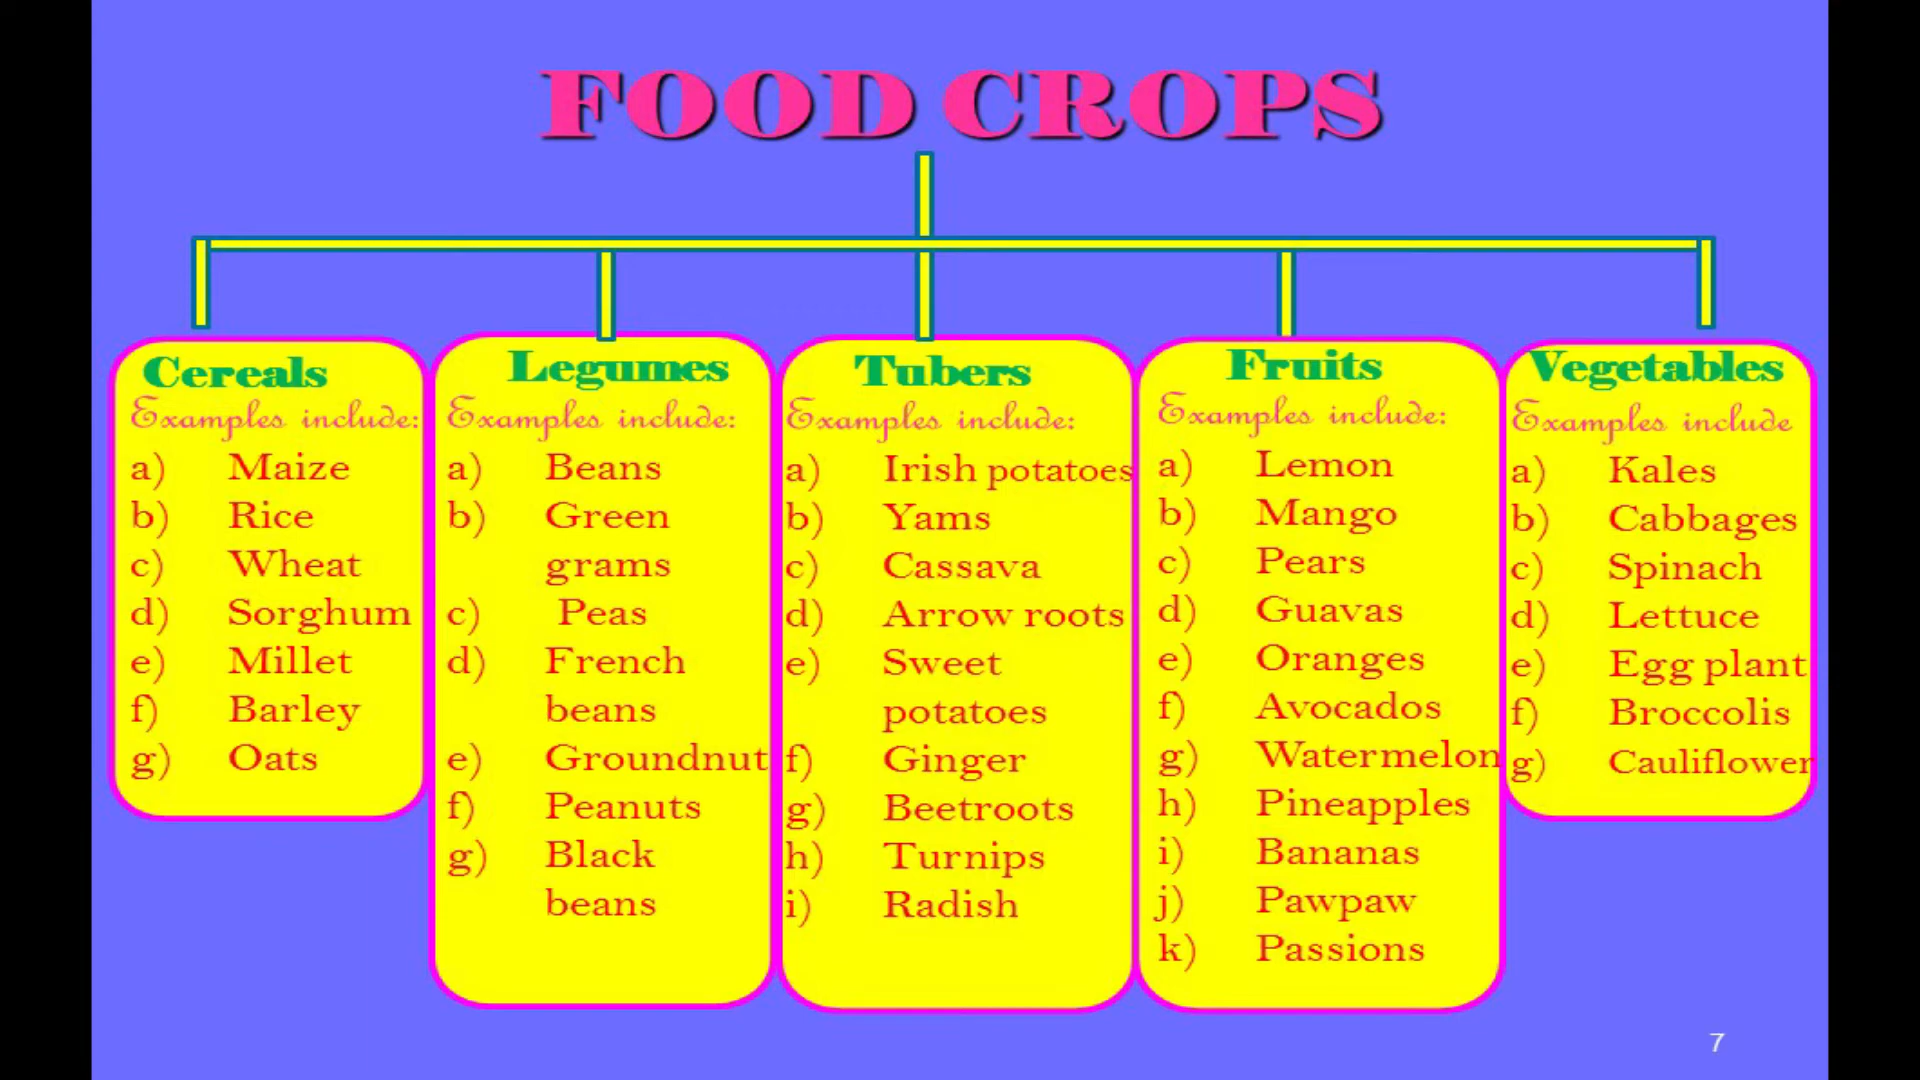 FOOD CROPS
Cereals
Examples include:
a) Maize
b) Rice
c) Wheat
d) Sorghum
e) Millet
f) Barley
g) Oats
Legumes
Examples include:
a) Beans
b) Green
grams
c) Peas
d) French
beans
e) Groundnut
f) Peanuts
g) Black
beans
Tubers
Examples include:
a) Irish potatoes
b) Yams
c) Cassava
d) Arrow roots
e) Sweet
potatoes
f) Ginger
g) Beetroots
h) Turnips
i) Radish
Fruits
Examples include:
a) Lemon
b) Mango
c) Pears
d) Guavas
e) Oranges
f) Avocados
g) Watermelon
h) Pineapples
i) Bananas
j) Pawpaw
k) Passions
Vegetables
Examples include
a) Kales
b) Cabbages
c) Spinach
d) Lettuce
e) Egg plant
f) Broccolis
g) Cauliflower
7